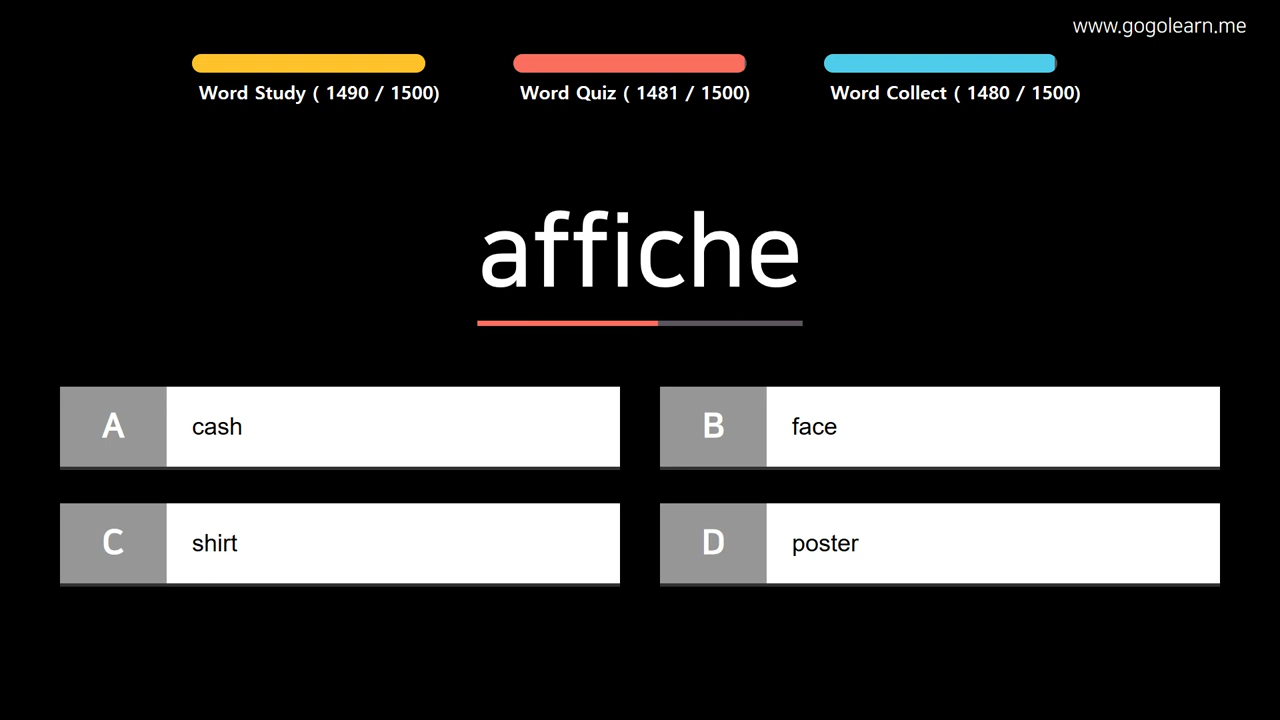 www.gogolearn.me
Word Study ( 1490 / 1500)
Word Quiz ( 1481 / 1500)
Word Collect ( 1480 / 1500)
affiche
A cash
B face
C shirt
D poster